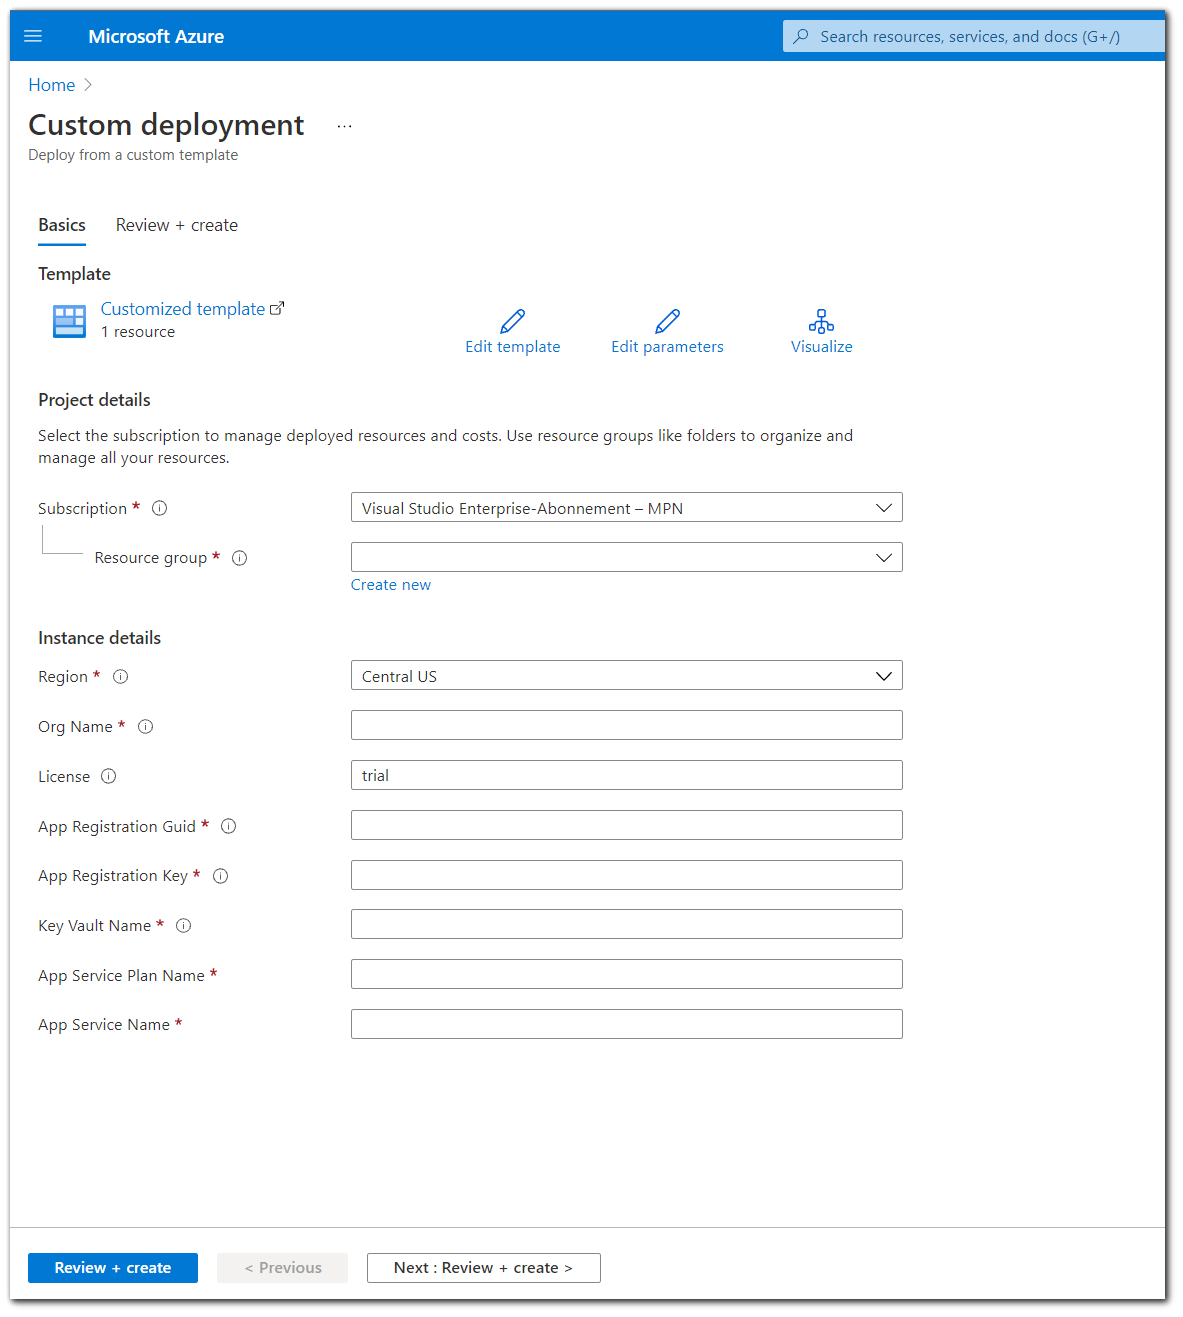 Microsoft Azure
Search resources, services, and docs (G+/)
Home >
Custom deployment ...
Deploy from a custom template
Basics
Review + create
Template
Customized template
1 resource
Edit template
Edit parameters
Visualize
Project details
Select the subscription to manage deployed resources and costs. Use resource groups like folders to organize and
manage all your resources.
Subscription *
Visual Studio Enterprise-Abonnement – MPN
Resource group *
Create new
Instance details
Region *
Central US
Org Name *
License
trial
App Registration Guid *
App Registration Key *
Key Vault Name *
App Service Plan Name *
App Service Name *
Review + create
< Previous
Next : Review + create >